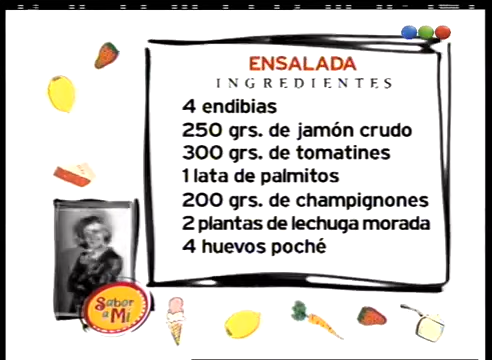 ENSALADA
INGREDIENTES
4 endibias
250 grs. de jamón crudo
300 grs. de tomatines
1 lata de palmitos
200 grs. de champignones
2 plantas de lechuga morada
4 huevos poché
Sabor
a Mi